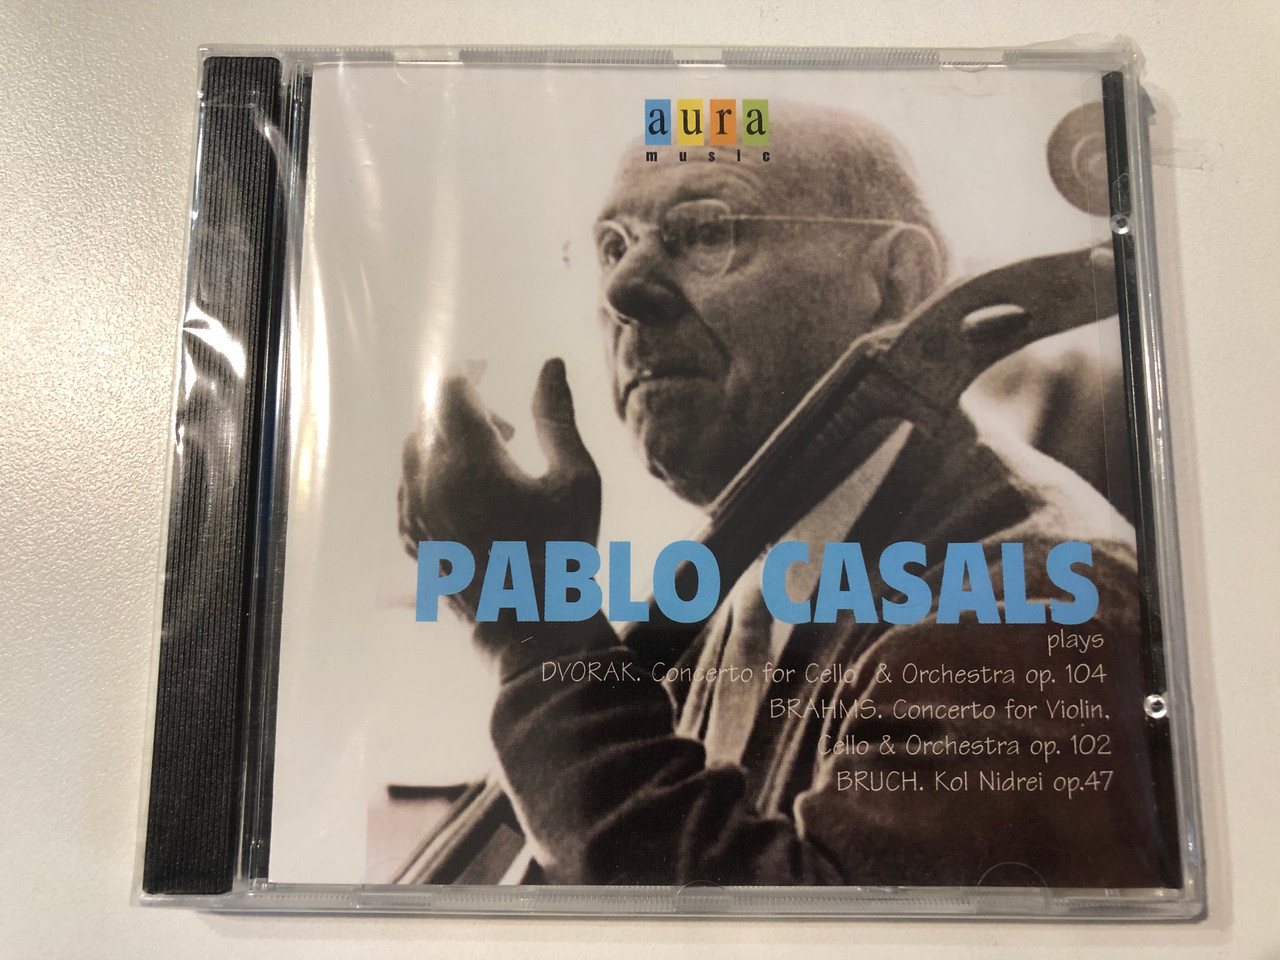 aura
music
PABLO CASALS
plays
DVORAK. Concerto for Cello & Orchestra op. 104
BRAHMS. Concerto for Violin,
Cello & Orchestra op. 102
BRUCH. Kol Nidrei op.47